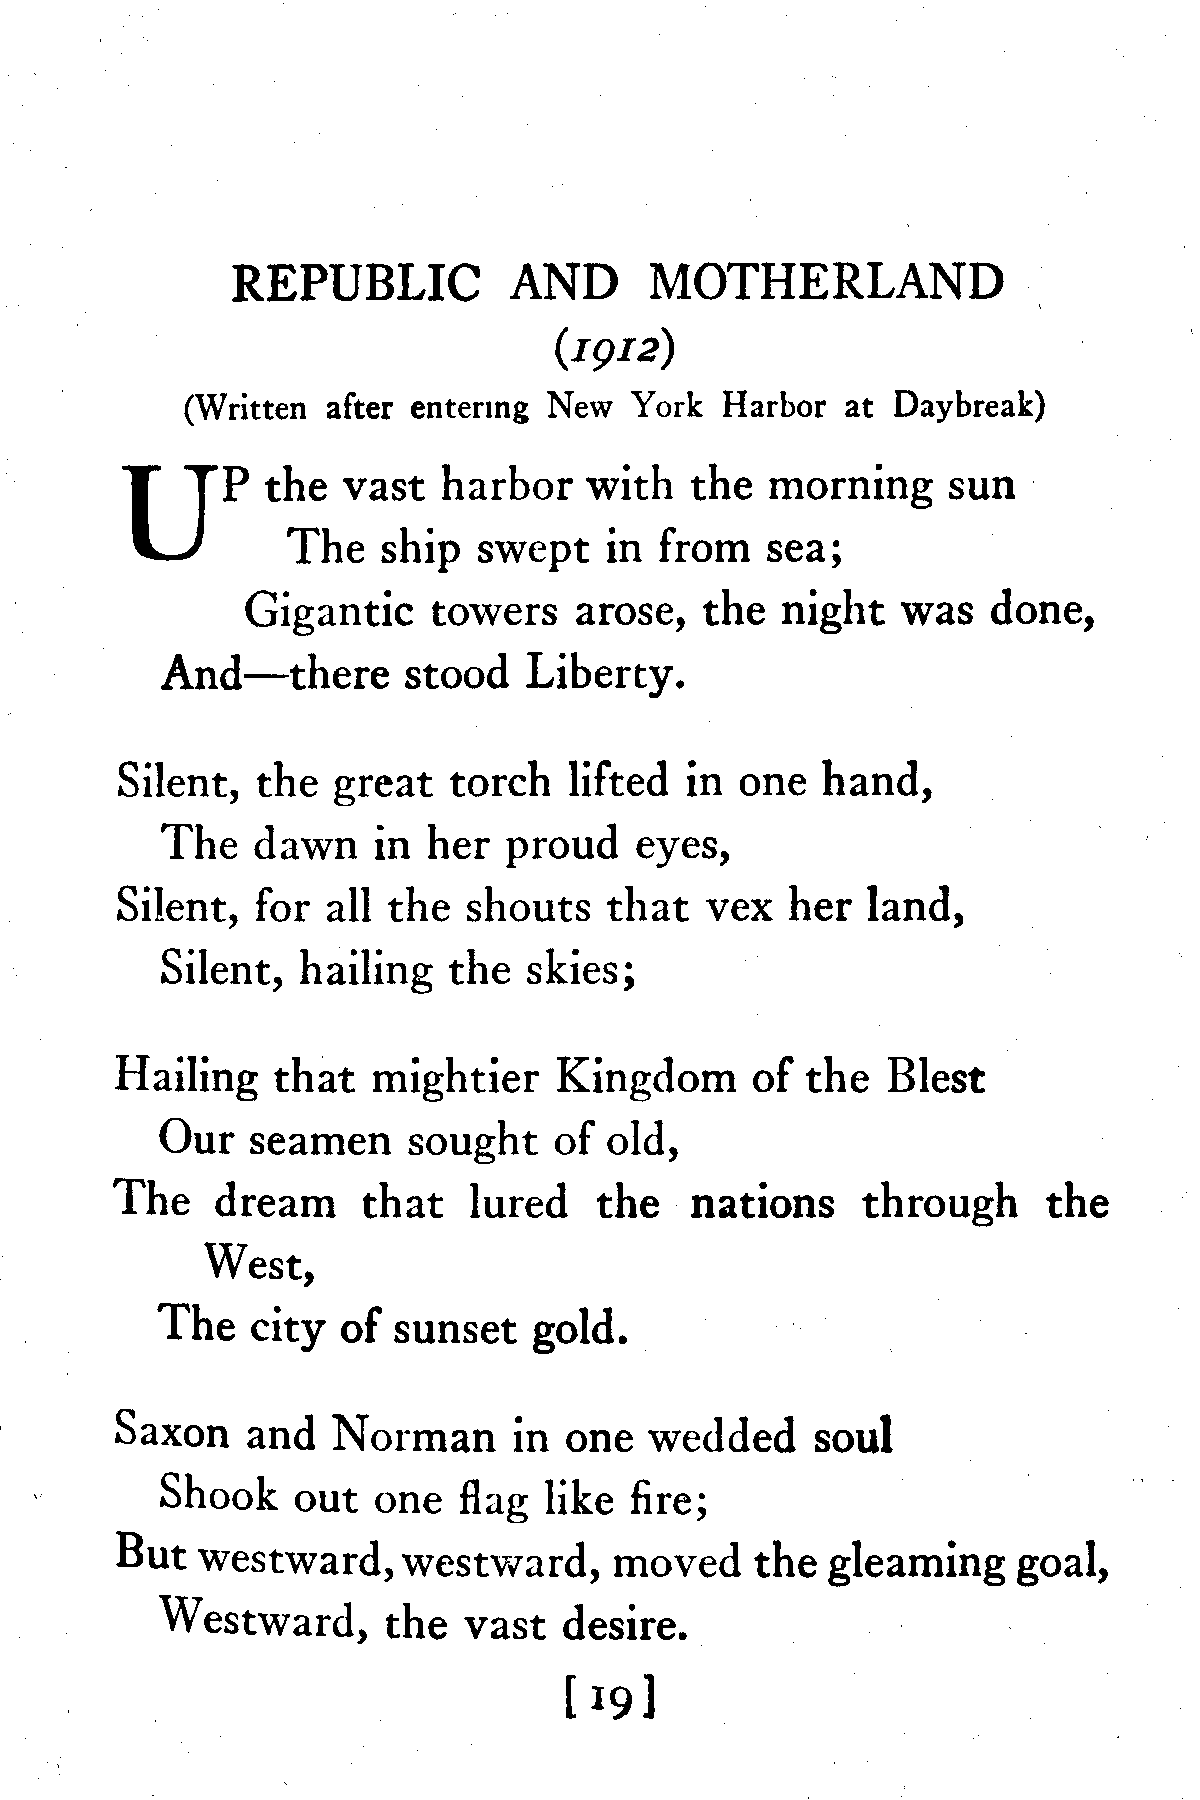 REPUBLIC AND MOTHERLAND
(1912)
(Written after entering New York Harbor at Daybreak)
UP the vast harbor with the morning sun
The ship swept in from sea;
Gigantic towers arose, the night was done,
And—there stood Liberty.
Silent, the great torch lifted in one hand,
The dawn in her proud eyes,
Silent, for all the shouts that vex her land,
Silent, hailing the skies;
Hailing that mightier Kingdom of the Blest
Our seamen sought of old,
The dream that lured the nations through the
West,
The city of sunset gold.
Saxon and Norman in one wedded soul
Shook out one flag like fire;
But westward, westward, moved the gleaming goal,
Westward, the vast desire.
[19]